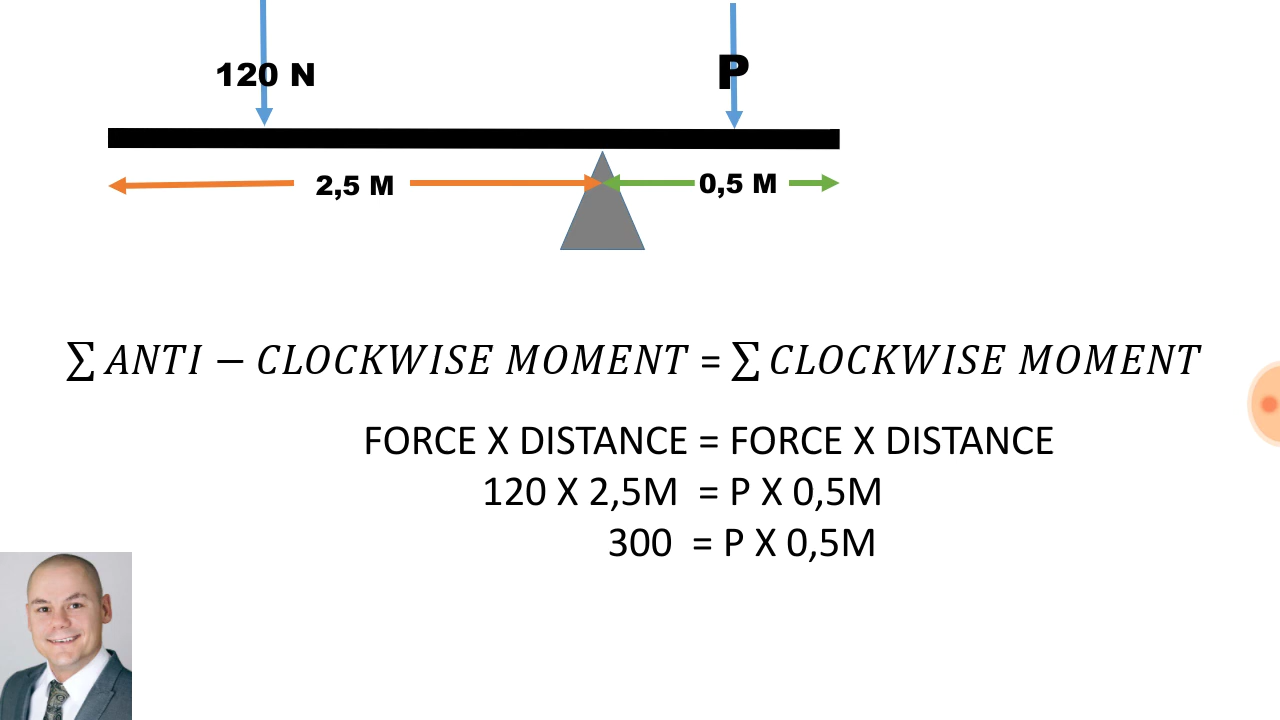 120 N
P
2,5 M
0,5 M
∑ ANTI − CLOCKWISE MOMENT = ∑ CLOCKWISE MOMENT
FORCE X DISTANCE = FORCE X DISTANCE
120 X 2,5M = P X 0,5M
300 = P X 0,5M